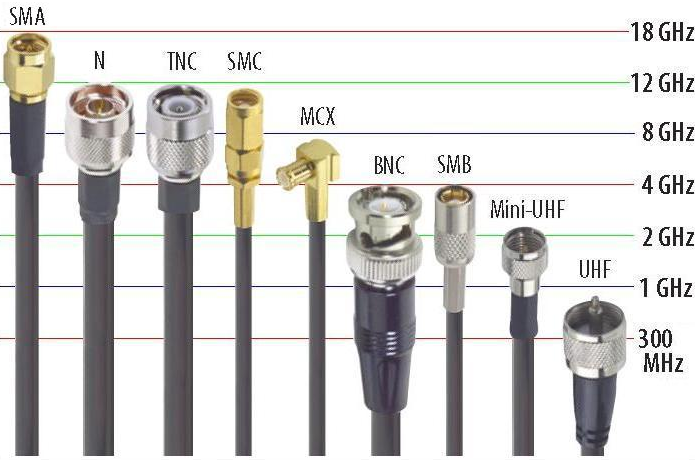 SMA
18 GHz
N
TNC
SMC
12 GHz
MCX
8 GHz
BNC
SMB
4 GHz
Mini-UHF
2 GHz
UHF
1 GHz
300
MHz